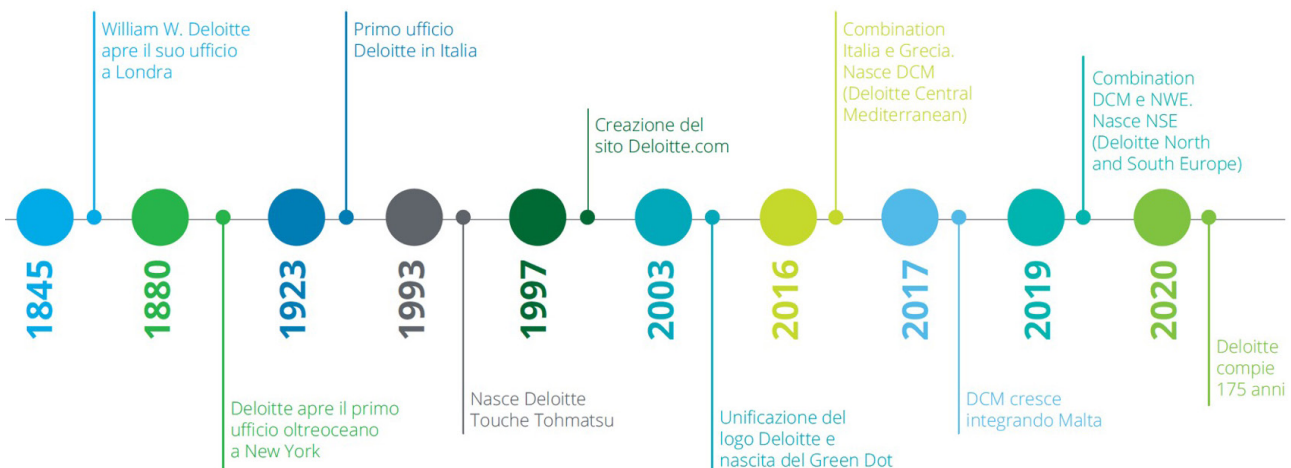 1845
William W. Deloitte
apre il suo ufficio
a Londra
1880
Deloitte apre il primo
ufficio oltreoceano
a New York
1923
Primo ufficio
Deloitte in Italia
1993
Nasce Deloitte
Touche Tohmatsu
1997
Creazione del
sito Deloitte.com
2003
Unificazione del
logo Deloitte e
nascita del Green Dot
2016
Combination
Italia e Grecia.
Nasce DCM
(Deloitte Central
Mediterranean)
2017
DCM cresce
integrando Malta
2019
Combination
DCM e NWE.
Nasce NSE
(Deloitte North
and South Europe)
2020
Deloitte
compie
175 anni